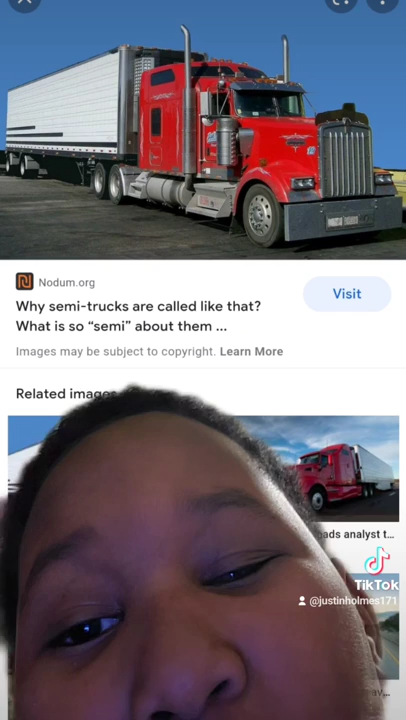 Nodum.org
Why semi-trucks are called like that?
What is so “semi” about them ...
Visit
Images may be subject to copyright. Learn More
Related images
ads analyst t...
TikTok
@justinholmes171